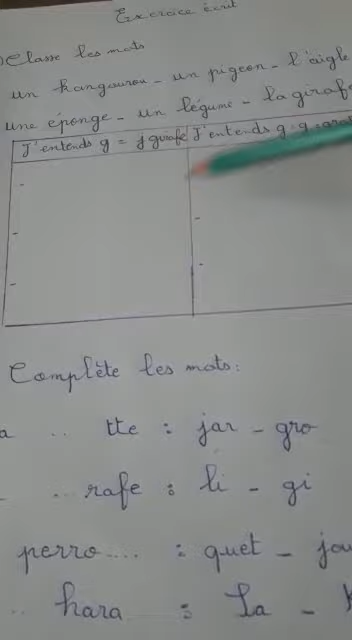 Exercice écrit
Classe les mots
un kangourou - un pigeon - l'aigle
une éponge - un légume - la girafe
J'entends g = j girafe J'entends g = g
-
-
-
-
-
Complète les mots :
a .. tte : jar - gro
.. rafe : li - gi
perro .... : quet - jou
.. hara : Sa -